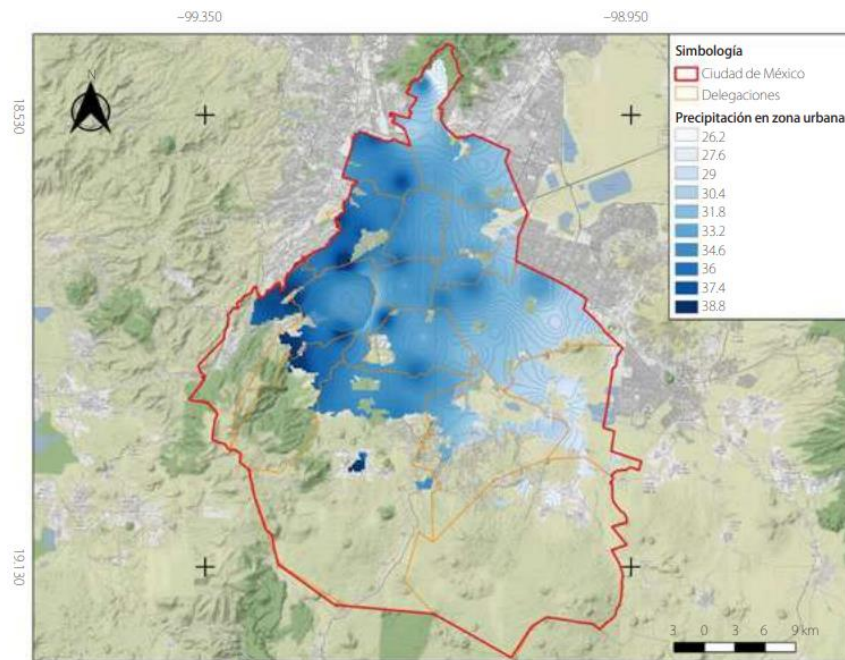 −99.350
−98.950
18.530
19.130
N
Simbología
Ciudad de México
Delegaciones
Precipitación en zona urbana
26.2
27.6
29
30.4
31.8
33.2
34.6
36
37.4
38.8
3 0 3 6 9 km